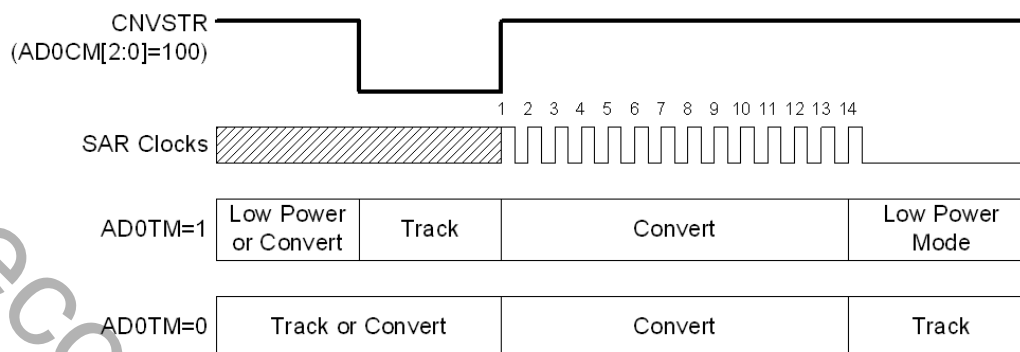 CNVSTR
(AD0CM[2:0]=100)
1 2 3 4 5 6 7 8 9 10 11 12 13 14
SAR Clocks
AD0TM=1
Low Power
or Convert
Track
Convert
Low Power
Mode
AD0TM=0
Track or Convert
Convert
Track
eco